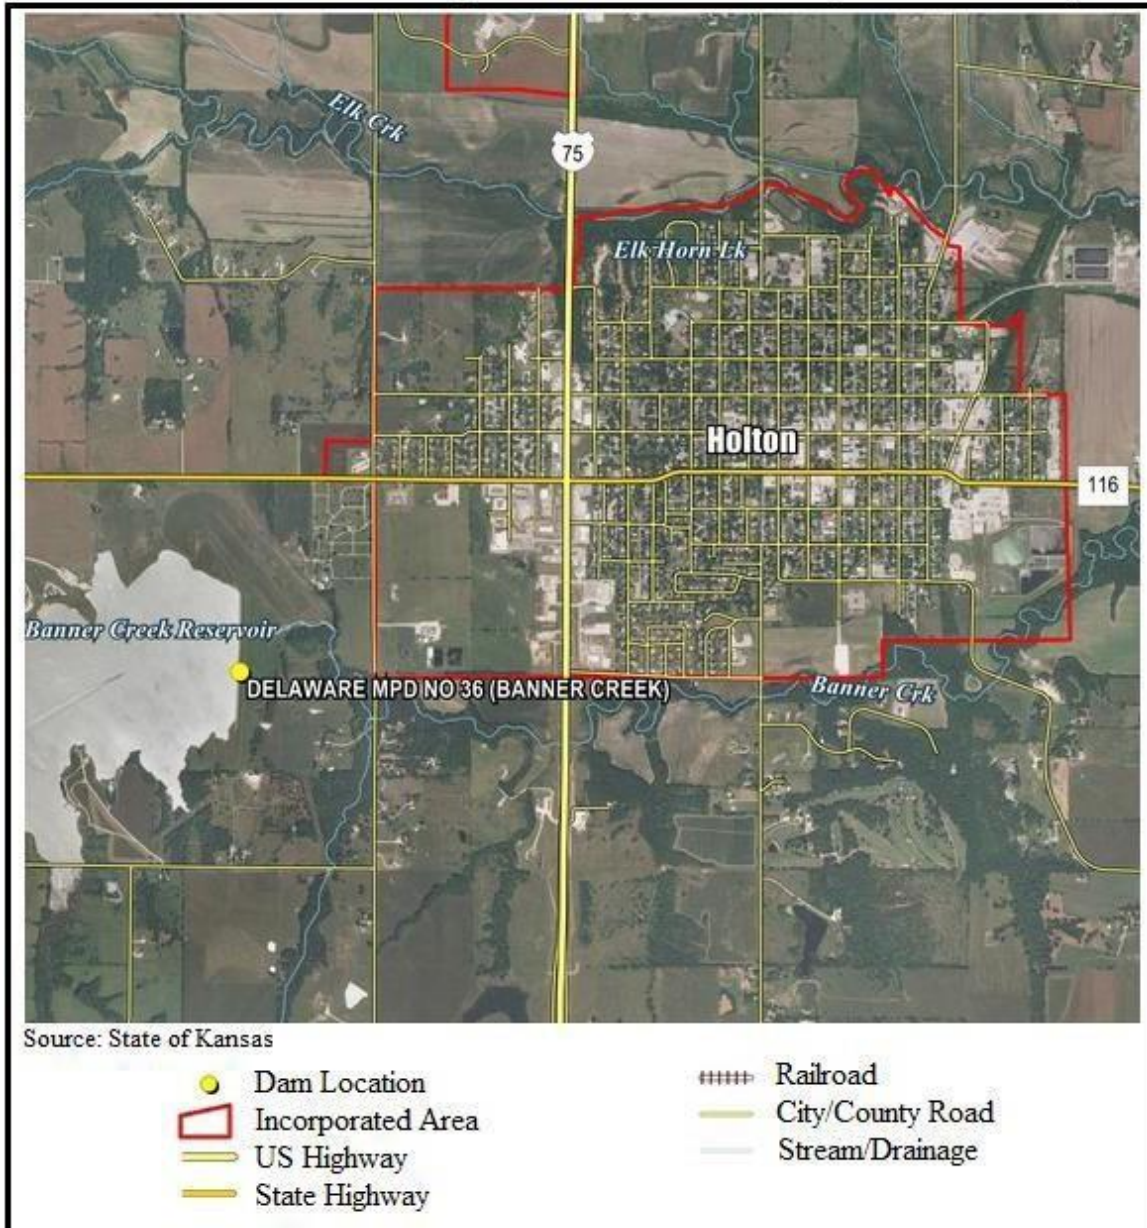 Elk Crk
75
Elk Horn Lk
Holton
116
Banner Creek Reservoir
DELAWARE MPD NO 36 (BANNER CREEK)
Banner Crk
Source: State of Kansas
Dam Location
Railroad
Incorporated Area
City/County Road
US Highway
Stream/Drainage
State Highway